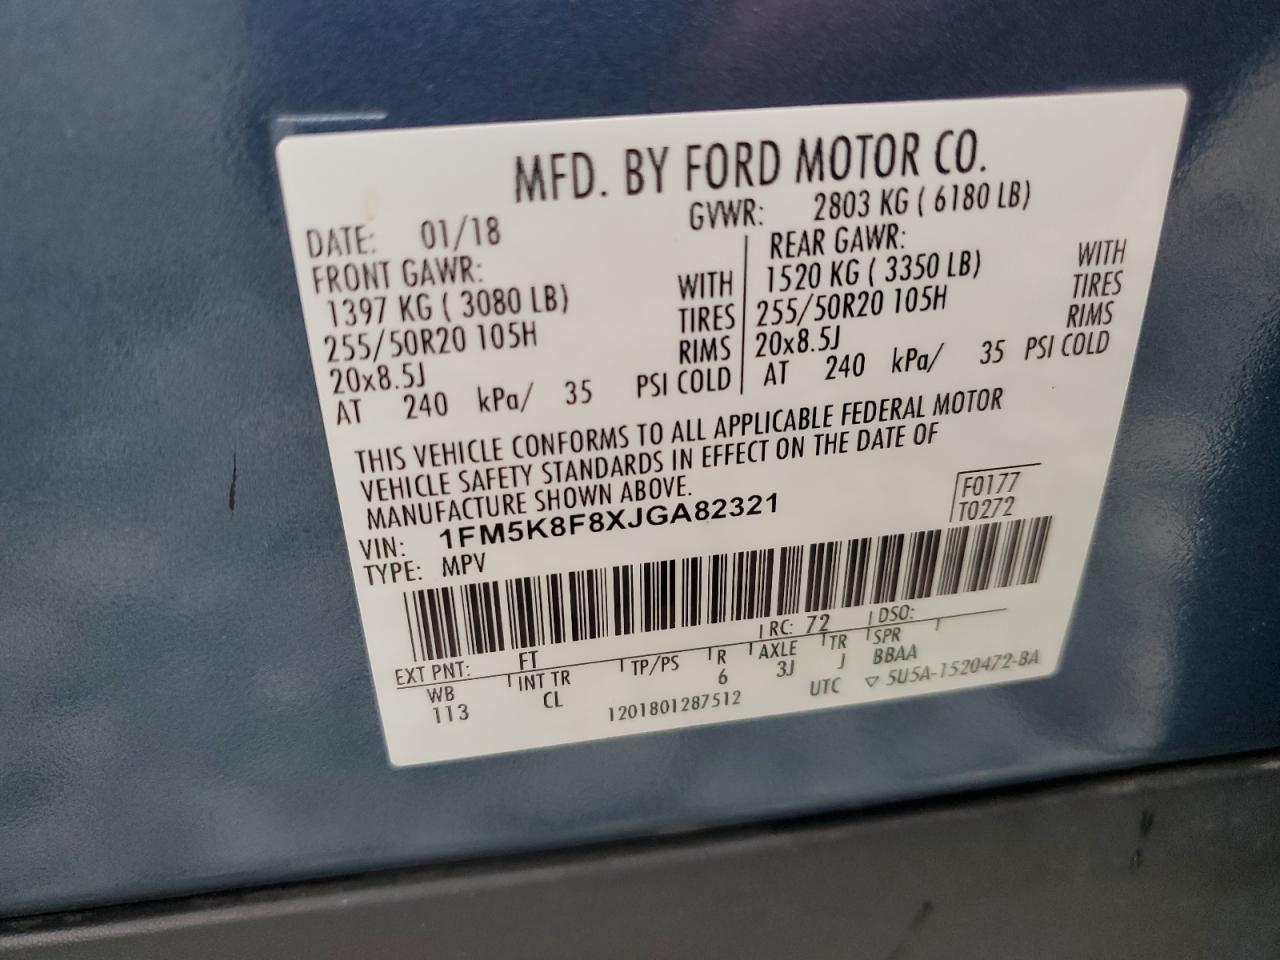 MFD. BY FORD MOTOR CO.
DATE: 01/18 GVWR: 2803 KG ( 6180 LB)
FRONT GAWR: REAR GAWR:
1397 KG ( 3080 LB) WITH 1520 KG ( 3350 LB) WITH
255/50R20 105H TIRES 255/50R20 105H TIRES
20x8.5J RIMS 20x8.5J RIMS
AT 240 kPa/ 35 PSI COLD AT 240 kPa/ 35 PSI COLD
THIS VEHICLE CONFORMS TO ALL APPLICABLE FEDERAL MOTOR
VEHICLE SAFETY STANDARDS IN EFFECT ON THE DATE OF
MANUFACTURE SHOWN ABOVE.
VIN: 1FM5K8F8XJGA82321 F0177
TYPE: MPV T0272
EXT PNT: FT RC: 72 DSO:
WB INT TR TP/PS R AXLE TR SPR
113 CL 6 3J J BBAA
1201801287512 UTC ▽ 5U5A-1520472-BA